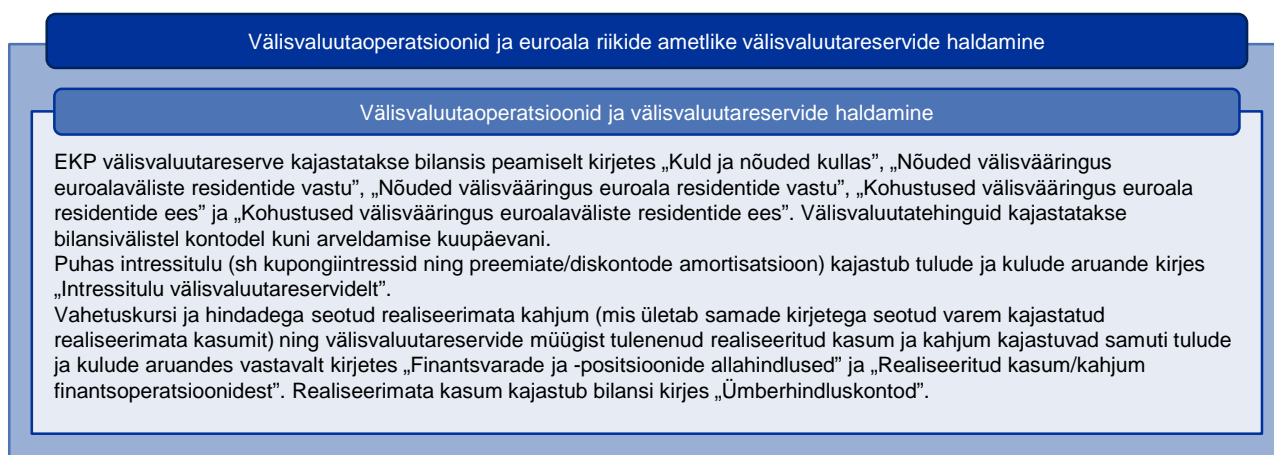 Välisvaluutaoperatsioonid ja euroala riikide ametlike välisvaluutareservide haldamine
Välisvaluutaoperatsioonid ja välisvaluutareservide haldamine
EKP välisvaluutareserve kajastatakse bilansis peamiselt kirjetes „Kuld ja nõuded kullas”, „Nõuded välisvääringus
euroalaväliste residentide vastu”, „Nõuded välisvääringus euroala residentide vastu”, „Kohustused välisvääringus euroala
residentide ees” ja „Kohustused välisvääringus euroalaväliste residentide ees”. Välisvaluutatehinguid kajastatakse
bilansivälistel kontodel kuni arveldamise kuupäevani.
Puhas intressitulu (sh kupongiintressid ning preemiate/diskontode amortisatsioon) kajastub tulude ja kulude aruande kirjes
„Intressitulu välisvaluutareservidelt”.
Vahetuskursi ja hindadega seotud realiseerimata kahjum (mis ületab samade kirjetega seotud varem kajastatud
realiseerimata kasumit) ning välisvaluutareservide müügist tulenenud realiseeritud kasum ja kahjum kajastuvad samuti tulude
ja kulude aruandes vastavalt kirjetes „Finantsvarade ja -positsioonide allahindlused” ja „Realiseeritud kasum/kahjum
finantsoperatsioonidest”. Realiseerimata kasum kajastub bilansi kirjes „Ümberhindluskontod”.